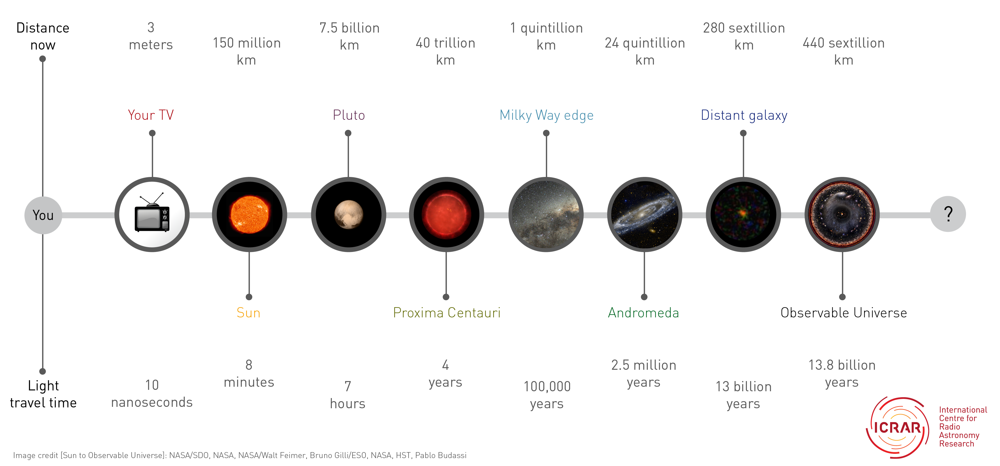 Distance
now
3
meters
150 million
km
7.5 billion
km
40 trillion
km
1 quintillion
km
24 quintillion
km
280 sextillion
km
440 sextillion
km
Your TV
Pluto
Milky Way edge
Distant galaxy
You
?
Sun
Proxima Centauri
Andromeda
Observable Universe
Light
travel time
10
nanoseconds
8
minutes
7
hours
4
years
100,000
years
2.5 million
years
13 billion
years
13.8 billion
years
ICRAR
International
Centre for
Radio
Astronomy
Research
Image credit [Sun to Observable Universe]: NASA/SDO, NASA, NASA/Walt Feimer, Bruno Gilli/ESO, NASA, HST, Pablo Budassi